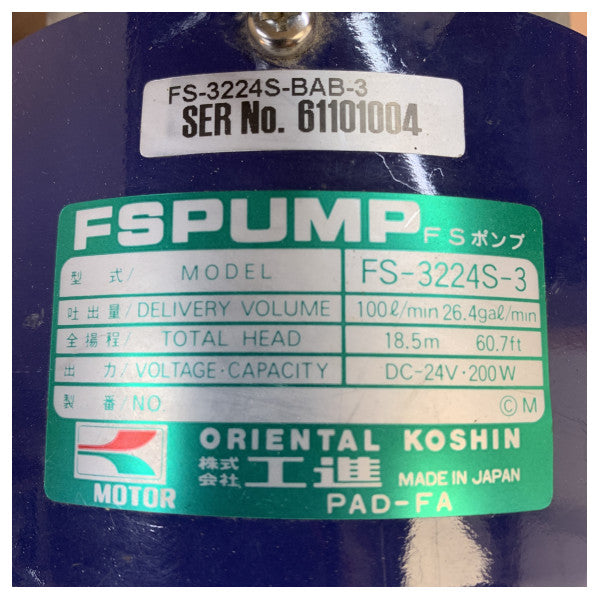 FS-3224S-BAB-3
SER No. 61101004
FSPUMP FSポンプ
型式/MODEL FS-3224S-3
吐出量/DELIVERY VOLUME 100ℓ/min 26.4gal/min
全揚程/TOTAL HEAD 18.5m 60.7ft
出力/VOLTAGE·CAPACITY DC-24V·200W
製番/NO. ©M
ORIENTAL KOSHIN
株式会社 工進 MADE IN JAPAN
MOTOR PAD-FA